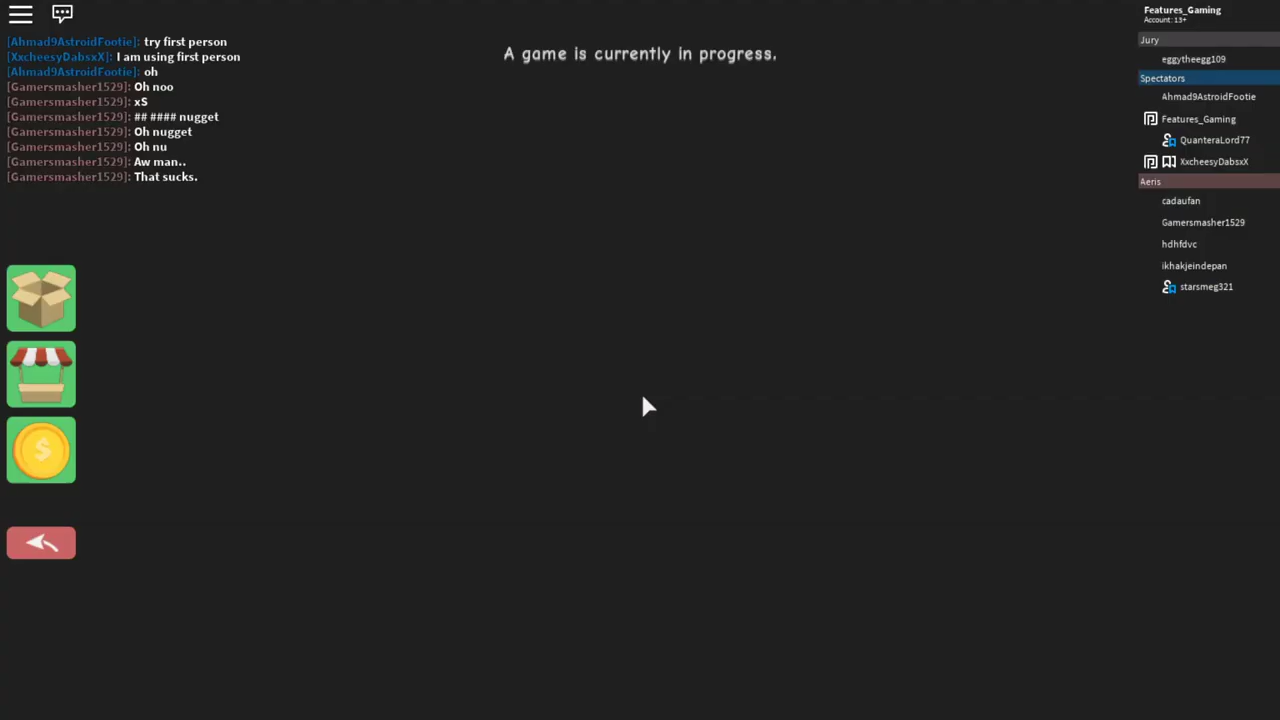 Features_Gaming
Account: 13+
[Ahmad9AstroidFootie]: try first person
[XxcheesyDabsxX]: I am using first person
[Ahmad9AstroidFootie]: oh
[Gamersmasher1529]: Oh noo
[Gamersmasher1529]: xS
[Gamersmasher1529]: ## #### nugget
[Gamersmasher1529]: Oh nugget
[Gamersmasher1529]: Oh nu
[Gamersmasher1529]: Aw man..
[Gamersmasher1529]: That sucks.
A game is currently in progress.
Jury
eggytheegg109
Spectators
Ahmad9AstroidFootie
Features_Gaming
QuanteraLord77
XxcheesyDabsxX
Aeris
cadaufan
Gamersmasher1529
hdhfdvc
ikhakjeindepan
starsmeg321
$